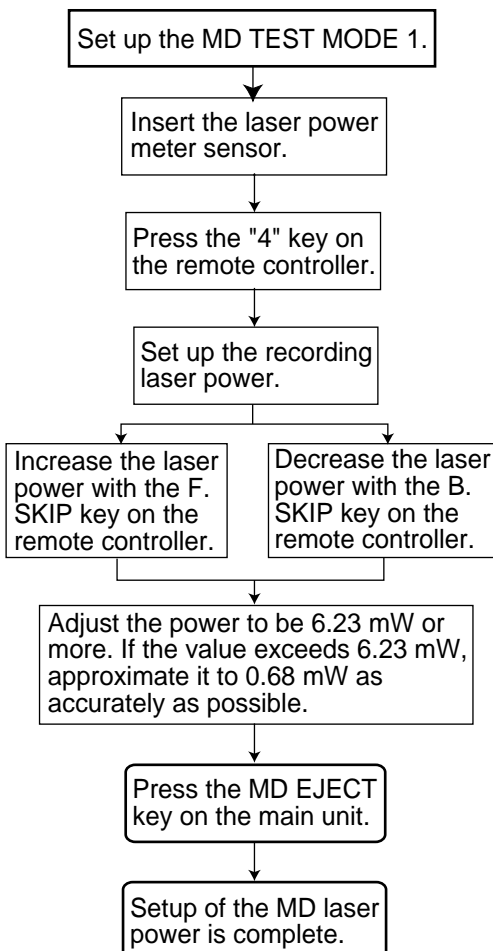 Set up the MD TEST MODE 1.
Insert the laser power
meter sensor.
Press the "4" key on
the remote controller.
Set up the recording
laser power.
Increase the laser
power with the F.
SKIP key on the
remote controller.
Decrease the laser
power with the B.
SKIP key on the
remote controller.
Adjust the power to be 6.23 mW or
more. If the value exceeds 6.23 mW,
approximate it to 0.68 mW as
accurately as possible.
Press the MD EJECT
key on the main unit.
Setup of the MD laser
power is complete.